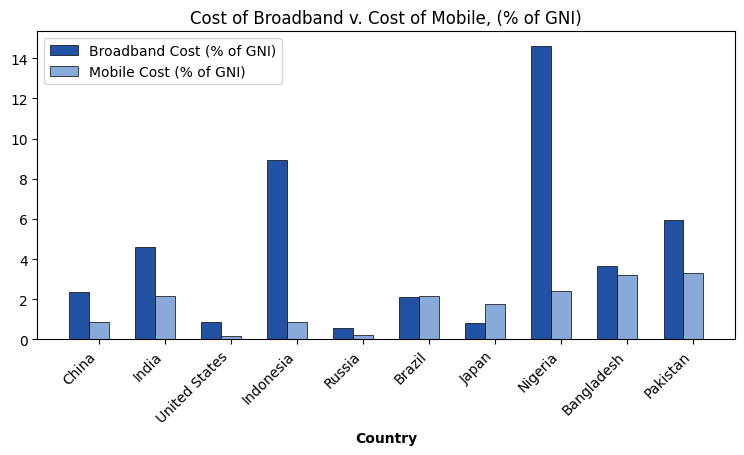 Cost of Broadband v. Cost of Mobile, (% of GNI)
Broadband Cost (% of GNI)
Mobile Cost (% of GNI)
14
12
10
8
6
4
2
0
China
India
United States
Indonesia
Russia
Brazil
Japan
Nigeria
Bangladesh
Pakistan
Country